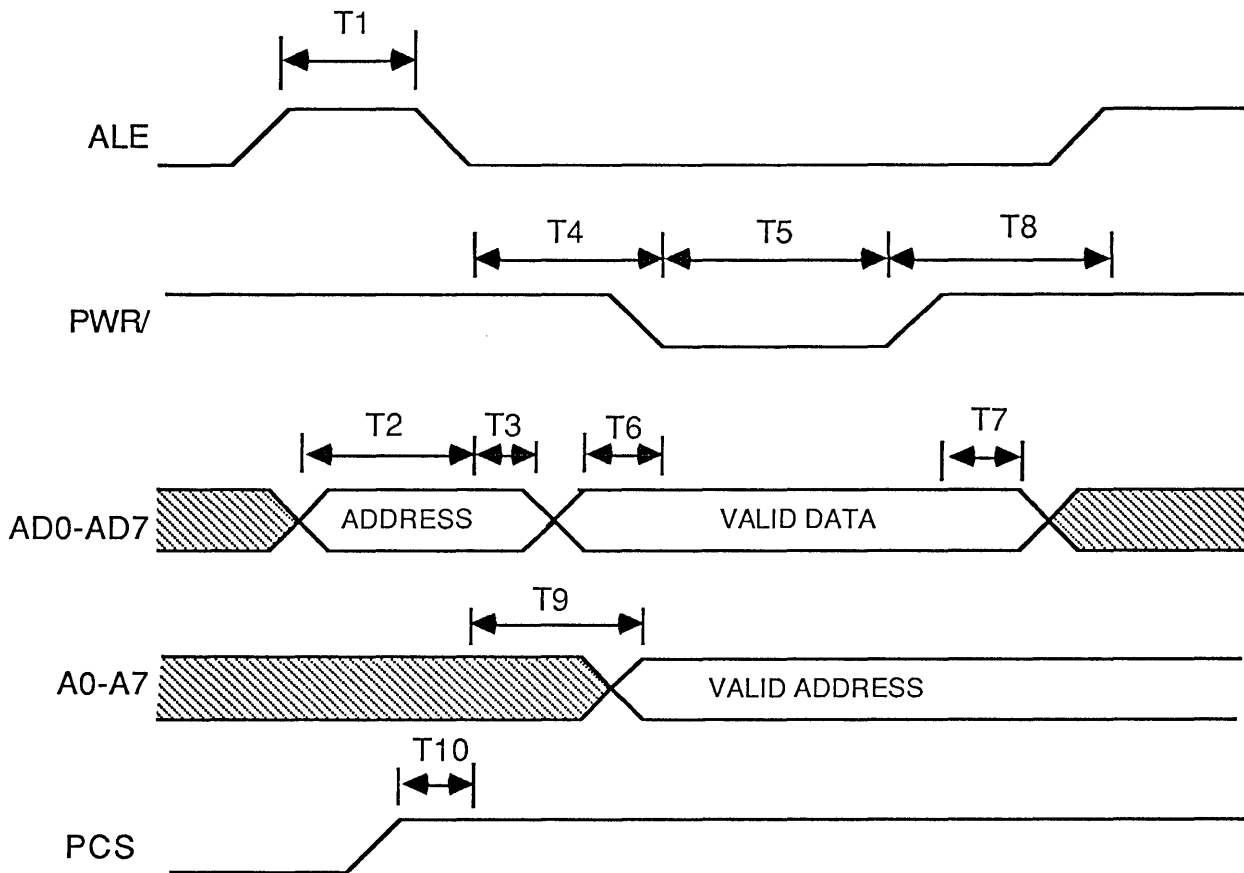 T1
ALE
T4 T5 T8
PWR/
T2 T3 T6 T7
AD0-AD7 ADDRESS VALID DATA
T9
A0-A7 VALID ADDRESS
T10
PCS